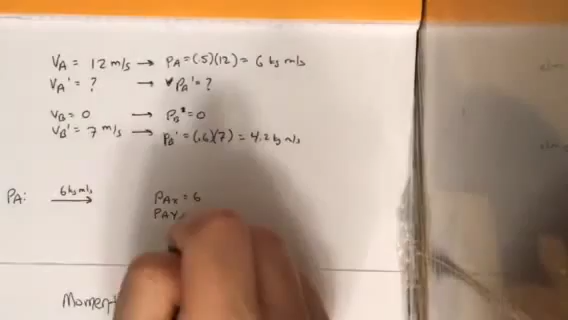 VA = 12 m/s → PA = (.5)(12) = 6 kg m/s
VA' = ? → PA' = ?
VB = 0 → PB = 0
VB' = 7 m/s → PB' = (.6)(7) = 4.2 kg m/s
6 kg m/s
PA: → PAX = 6
PAY
Moment